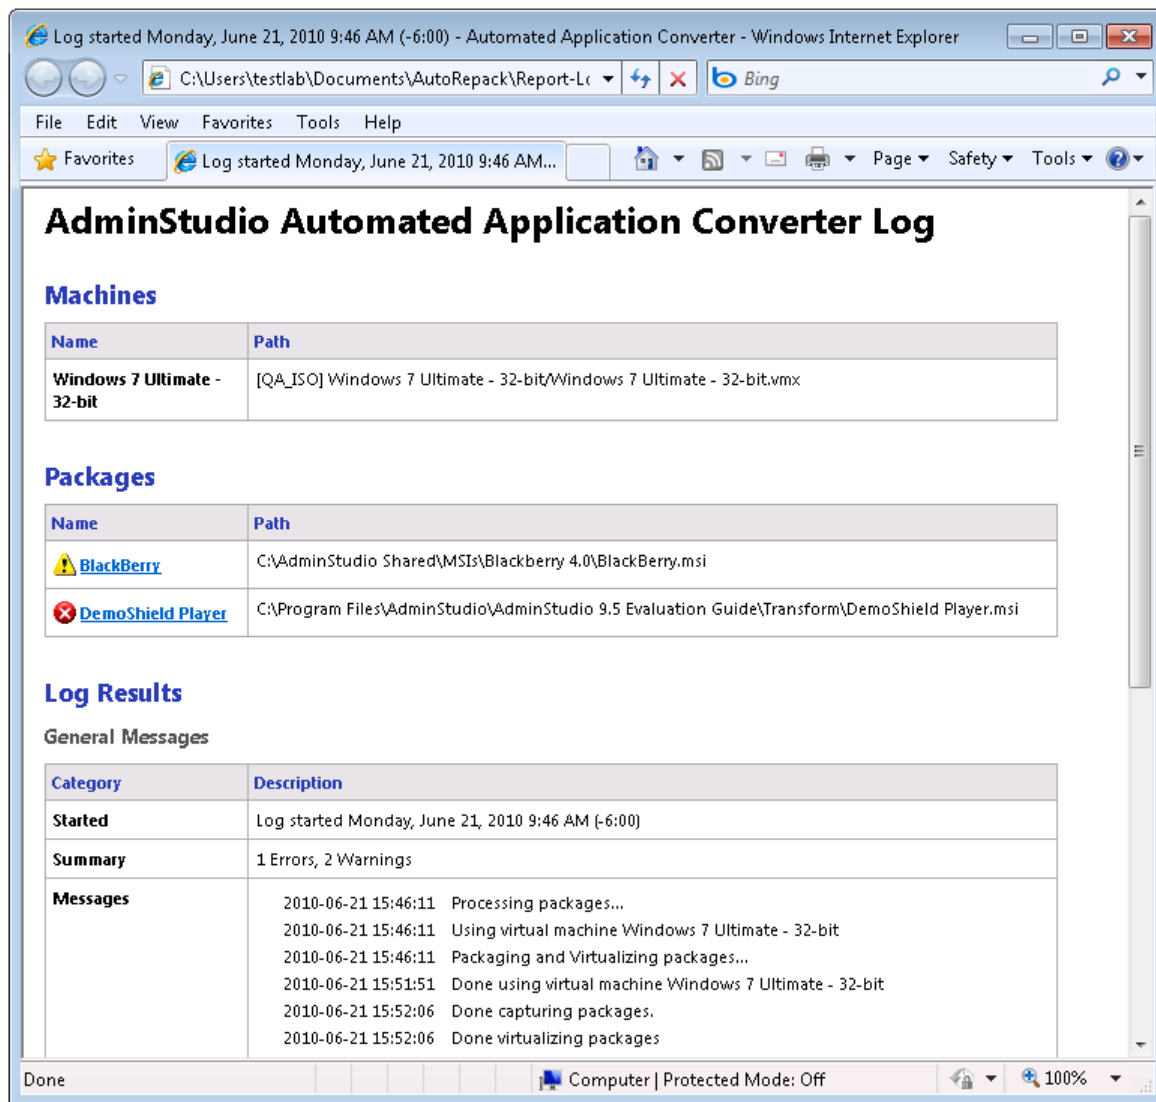 Log started Monday, June 21, 2010 9:46 AM (-6:00) - Automated Application Converter - Windows Internet Explorer
C:\Users\testlab\Documents\AutoRepack\Report-Lo
Bing
File Edit View Favorites Tools Help
Favorites
Log started Monday, June 21, 2010 9:46 AM...
Page Safety Tools
AdminStudio Automated Application Converter Log
Machines
Name Path
Windows 7 Ultimate - [QA_ISO] Windows 7 Ultimate - 32-bit/Windows 7 Ultimate - 32-bit.vmx
32-bit
Packages
Name Path
BlackBerry C:\AdminStudio Shared\MSIs\Blackberry 4.0\BlackBerry.msi
DemoShield Player C:\Program Files\AdminStudio\AdminStudio 9.5 Evaluation Guide\Transform\DemoShield Player.msi
Log Results
General Messages
Category Description
Started Log started Monday, June 21, 2010 9:46 AM (-6:00)
Summary 1 Errors, 2 Warnings
Messages
2010-06-21 15:46:11 Processing packages...
2010-06-21 15:46:11 Using virtual machine Windows 7 Ultimate - 32-bit
2010-06-21 15:46:11 Packaging and Virtualizing packages...
2010-06-21 15:51:51 Done using virtual machine Windows 7 Ultimate - 32-bit
2010-06-21 15:52:06 Done capturing packages.
2010-06-21 15:52:06 Done virtualizing packages
Done Computer | Protected Mode: Off 100%